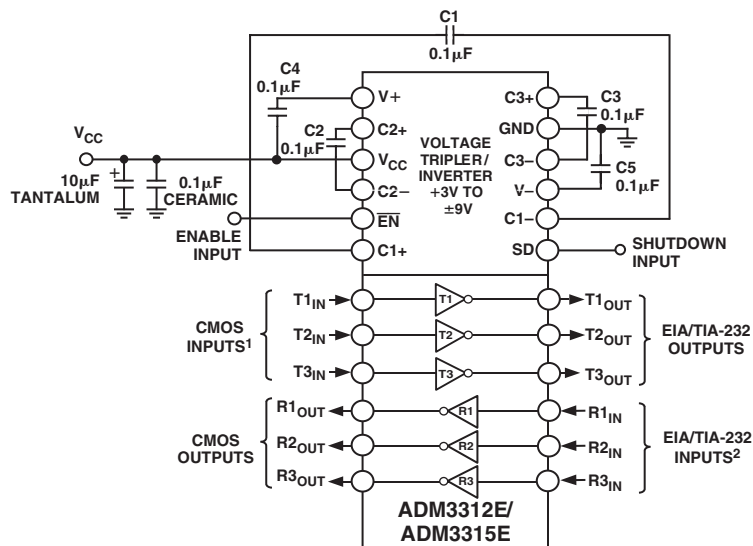 C1
0.1µF
C4
0.1µF
V+
C3+
C3
0.1µF
C2
0.1µF
C2+
GND
VCC
VCC
VOLTAGE
TRIPLER/
INVERTER
+3V TO
±9V
C3–
C5
0.1µF
10µF
TANTALUM
+
0.1µF
CERAMIC
C2–
V–
EN
C1–
ENABLE
INPUT
C1+
SD
SHUTDOWN
INPUT
CMOS
INPUTS1
T1IN
T1
T1OUT
T2IN
T2
T2OUT
T3IN
T3
T3OUT
EIA/TIA-232
OUTPUTS
CMOS
OUTPUTS
R1OUT
R1
R1IN
R2OUT
R2
R2IN
R3OUT
R3
R3IN
EIA/TIA-232
INPUTS2
ADM3312E/
ADM3315E